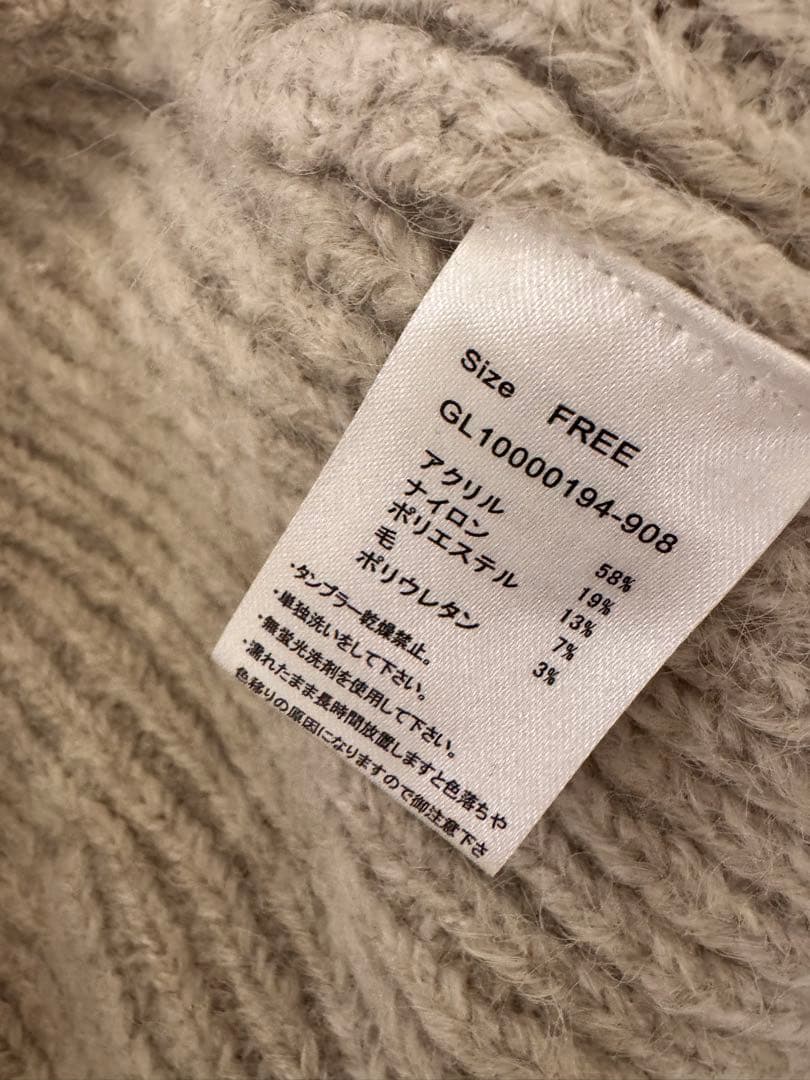 Size FREE
GL10000194-908
アクリル 58%
ナイロン 19%
ポリエステル 13%
毛 7%
ポリウレタン 3%
・タンブラー乾燥禁止。
・単独洗いをして下さい。
・無蛍光洗剤を使用して下さい。
・濡れたまま長時間放置しますと色落ちや
色移りの原因になりますので御注意下さ